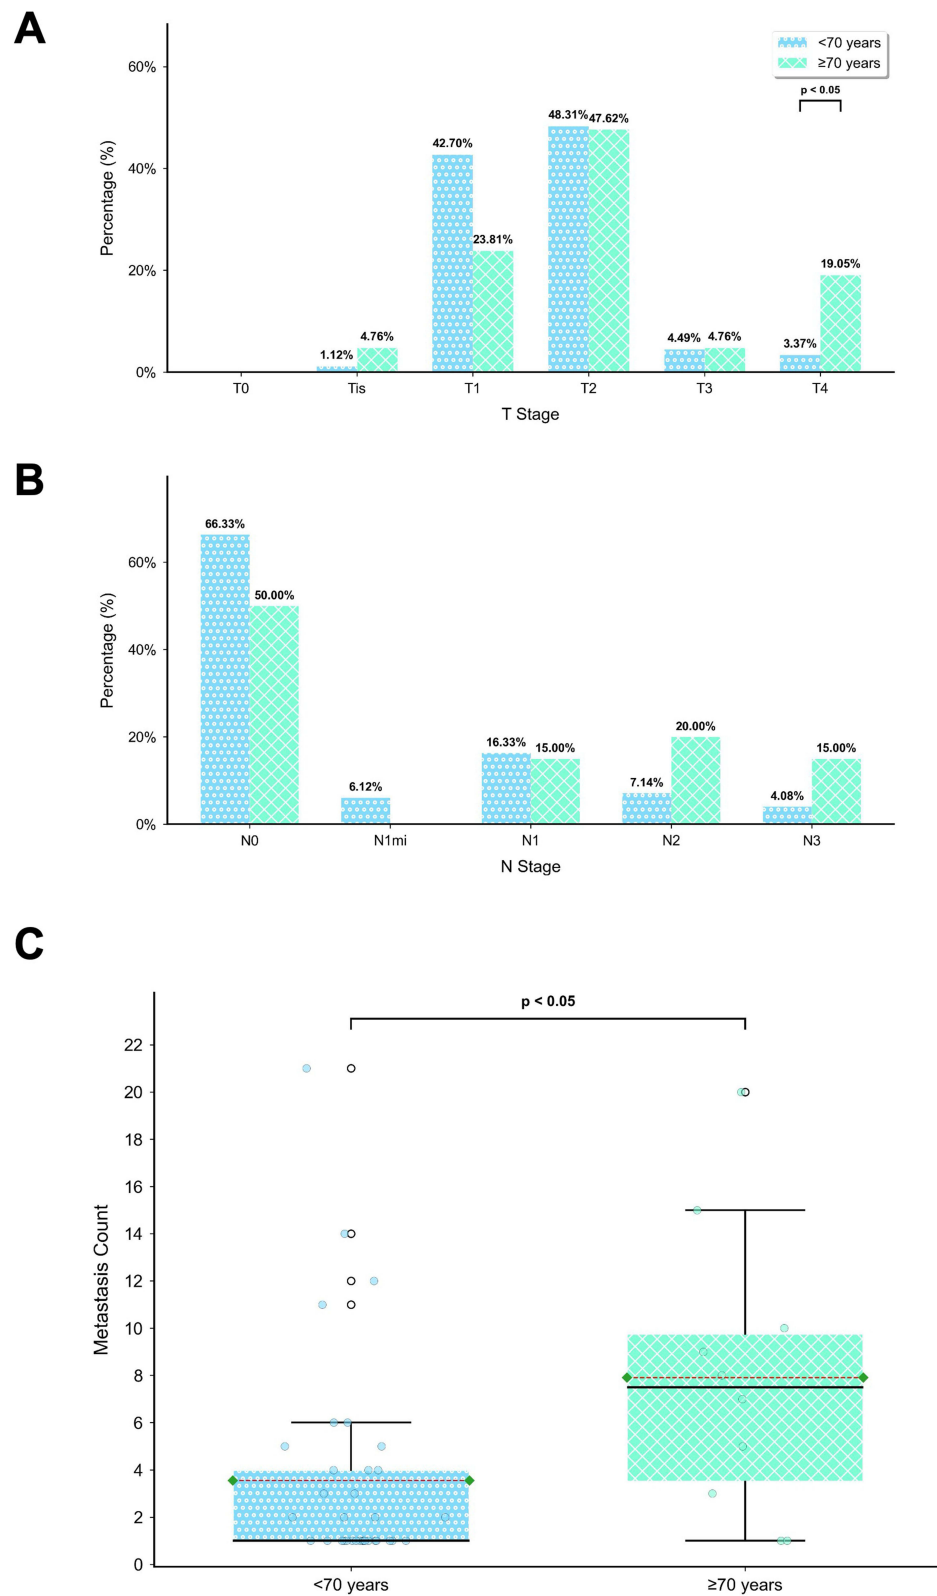 A
<70 years
≥70 years
p < 0.05
60%
40%
20%
0%
Percentage (%)
1.12%
4.76%
42.70%
23.81%
48.31%
47.62%
4.49%
4.76%
3.37%
19.05%
T0
Tis
T1
T2
T3
T4
T Stage
B
60%
40%
20%
0%
Percentage (%)
66.33%
50.00%
6.12%
16.33%
15.00%
7.14%
20.00%
4.08%
15.00%
N0
N1mi
N1
N2
N3
N Stage
C
p < 0.05
22
20
18
16
14
12
10
8
6
4
2
0
Metastasis Count
<70 years
≥70 years